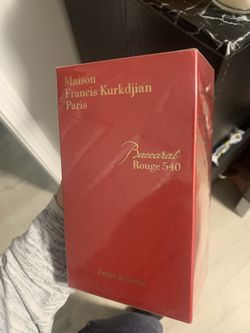 Maison
Francis Kurkdjian
Paris
Baccarat
Rouge 540